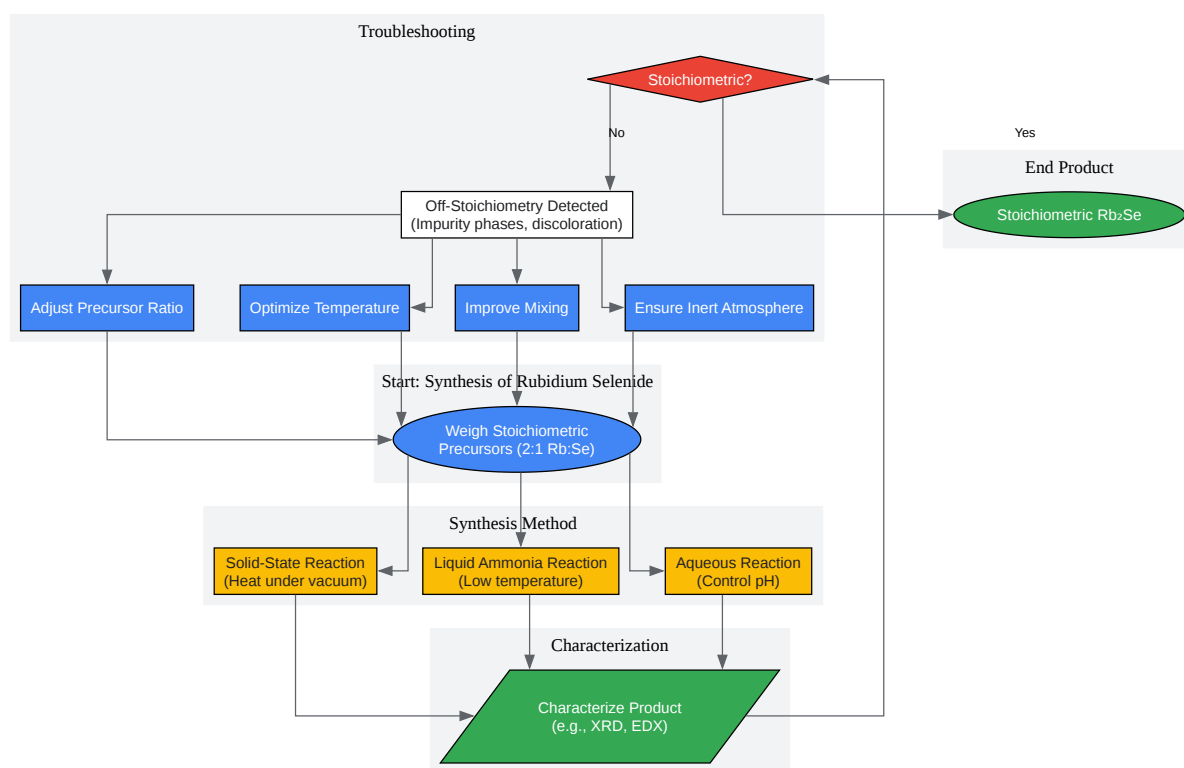 Troubleshooting
Stoichiometric?
No
Yes
End Product
Off-Stoichiometry Detected
(Impurity phases, discoloration)
Stoichiometric Rb₂Se
Adjust Precursor Ratio
Optimize Temperature
Improve Mixing
Ensure Inert Atmosphere
Start: Synthesis of Rubidium Selenide
Weigh Stoichiometric
Precursors (2:1 Rb:Se)
Synthesis Method
Solid-State Reaction
(Heat under vacuum)
Liquid Ammonia Reaction
(Low temperature)
Aqueous Reaction
(Control pH)
Characterization
Characterize Product
(e.g., XRD, EDX)